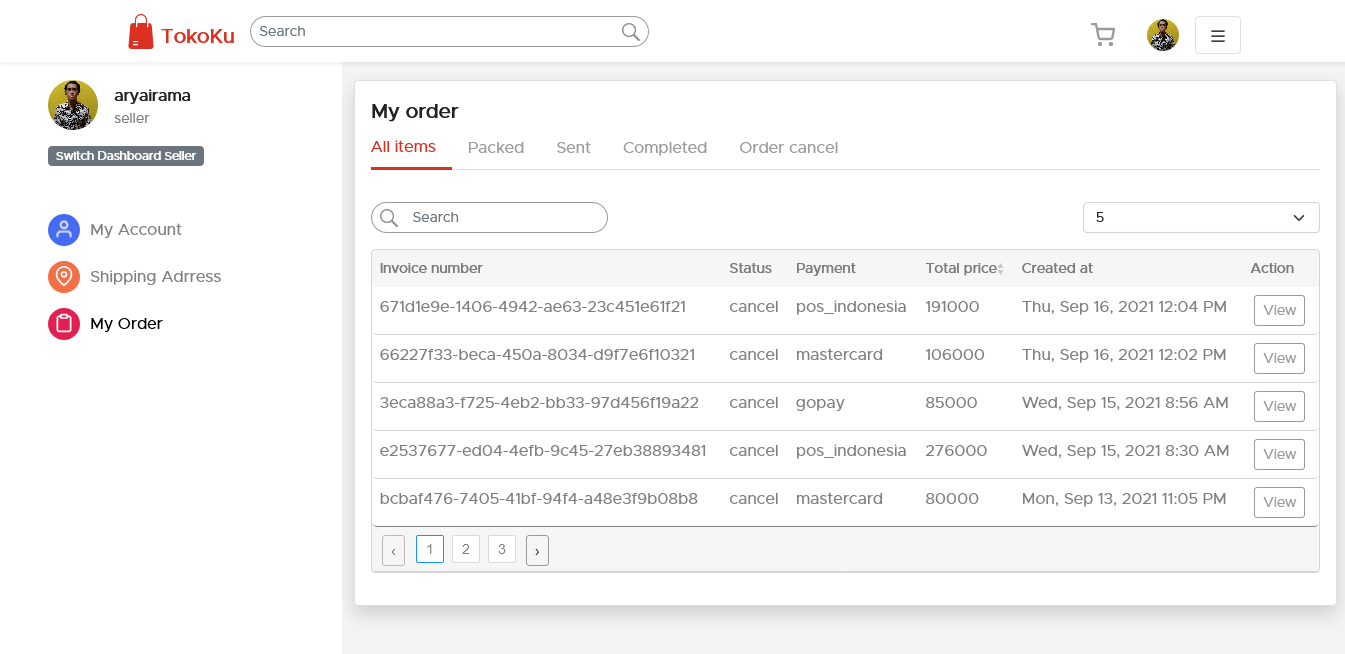 TokoKu
Search
aryairama
seller
Switch Dashboard Seller
My Account
Shipping Adrress
My Order
My order
All items Packed Sent Completed Order cancel
Search
5
Invoice number Status Payment Total price Created at Action
671d1e9e-1406-4942-ae63-23c451e61f21 cancel pos_indonesia 191000 Thu, Sep 16, 2021 12:04 PM View
66227f33-beca-450a-8034-d9f7e6f10321 cancel mastercard 106000 Thu, Sep 16, 2021 12:02 PM View
3eca88a3-f725-4eb2-bb33-97d456f19a22 cancel gopay 85000 Wed, Sep 15, 2021 8:56 AM View
e2537677-ed04-4efb-9c45-27eb38893481 cancel pos_indonesia 276000 Wed, Sep 15, 2021 8:30 AM View
bcbaf476-7405-41bf-94f4-a48e3f9b08b8 cancel mastercard 80000 Mon, Sep 13, 2021 11:05 PM View
‹ 1 2 3 ›